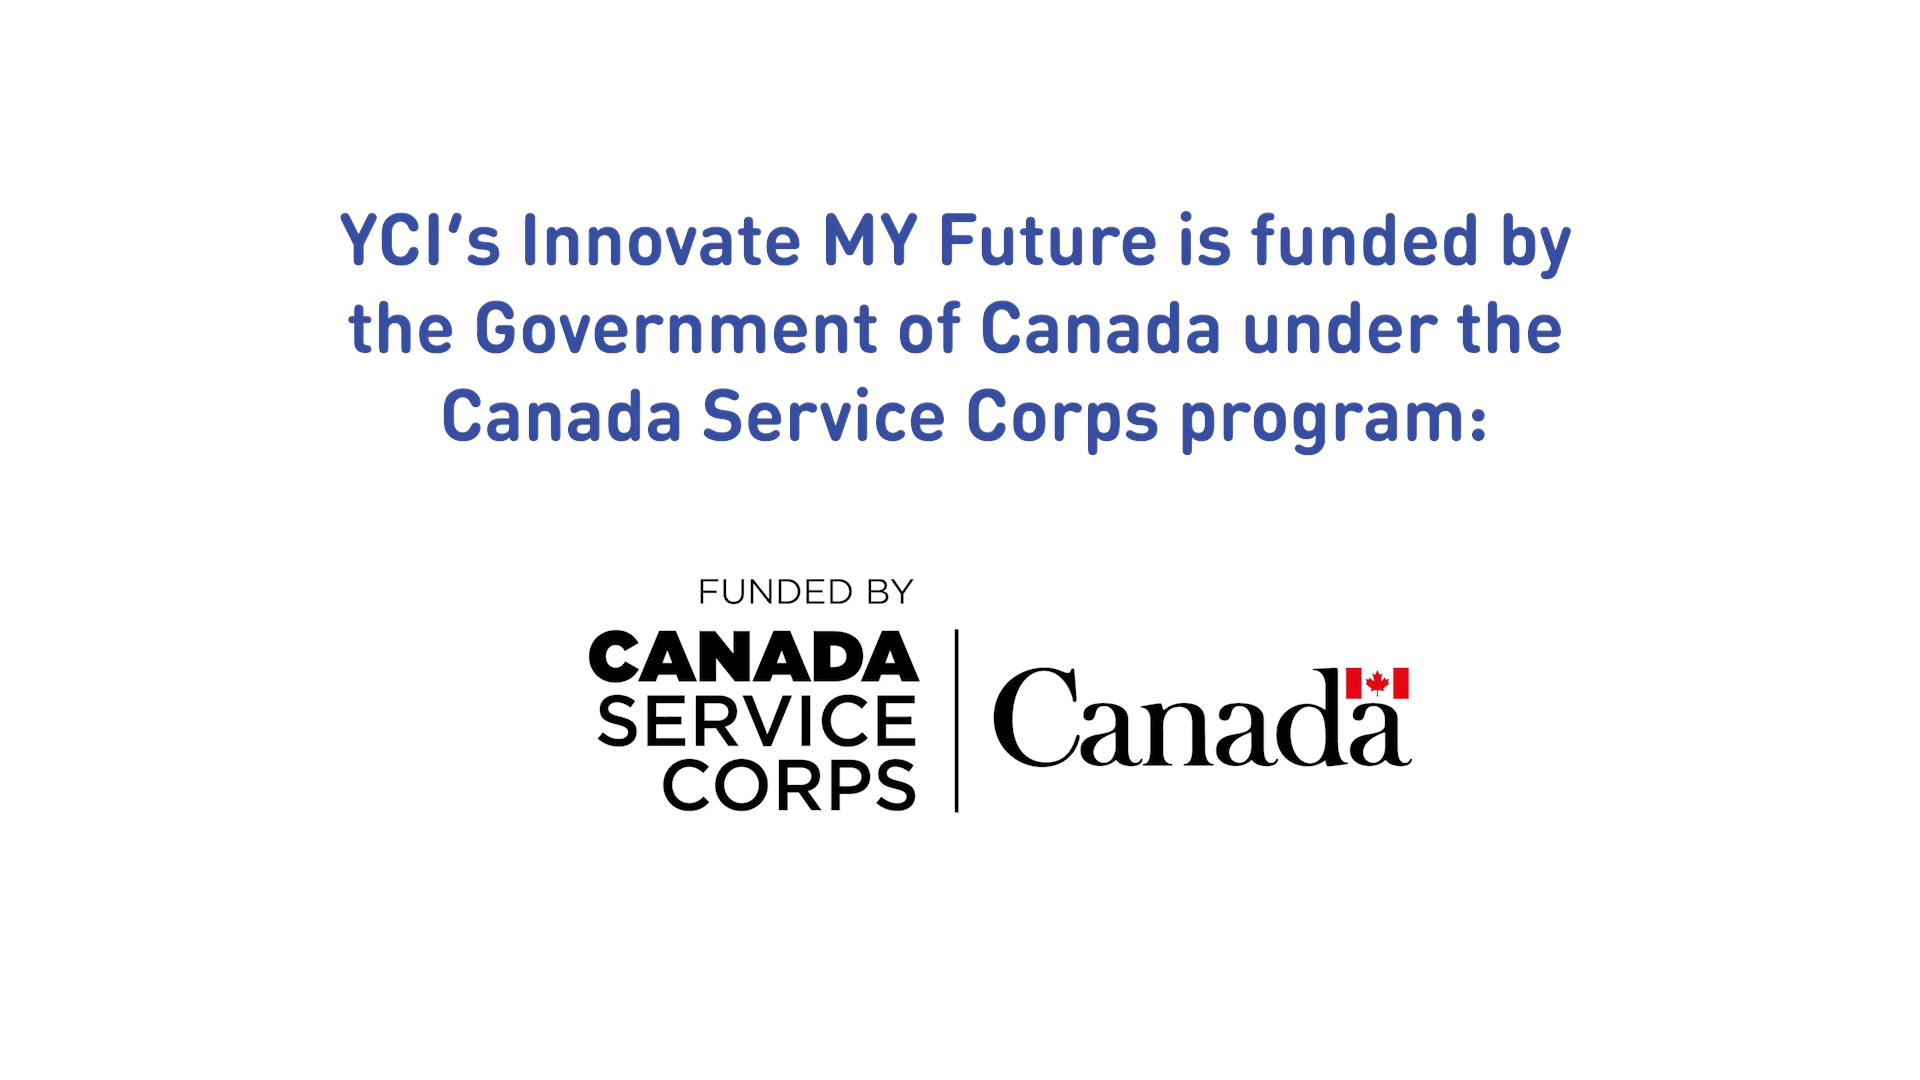 YCI's Innovate MY Future is funded by
the Government of Canada under the
Canada Service Corps program:
FUNDED BY
CANADA
SERVICE
CORPS
Canada